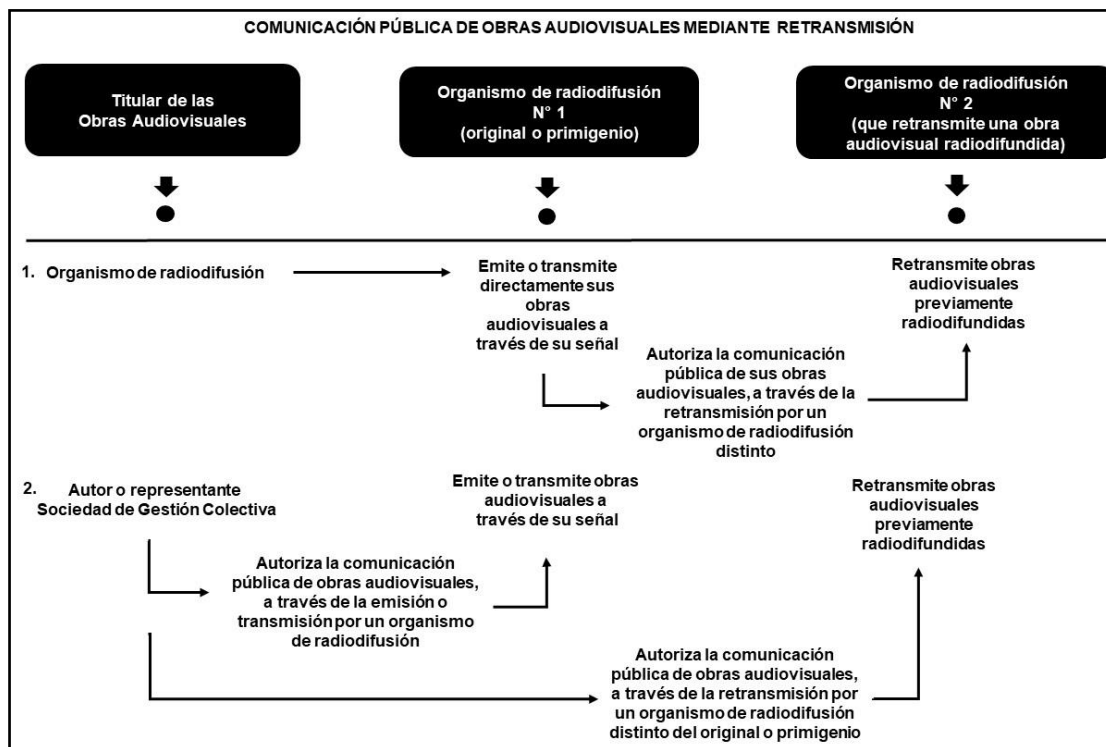 COMUNICACIÓN PÚBLICA DE OBRAS AUDIOVISUALES MEDIANTE RETRANSMISIÓN
Titular de las
Obras Audiovisuales
Organismo de radiodifusión
N° 1
(original o primigenio)
Organismo de radiodifusión
N° 2
(que retransmite una obra
audiovisual radiodifundida)
1. Organismo de radiodifusión
Emite o transmite
directamente sus
obras
audiovisuales a
través de su señal
Autoriza la comunicación
pública de sus obras
audiovisuales, a través de la
retransmisión por un
organismo de radiodifusión
distinto
Retransmite obras
audiovisuales
previamente
radiodifundidas
2. Autor o representante
Sociedad de Gestión Colectiva
Autoriza la comunicación
pública de obras audiovisuales,
a través de la emisión o
transmisión por un organismo
de radiodifusión
Emite o transmite obras
audiovisuales a
través de su señal
Autoriza la comunicación
pública de obras audiovisuales,
a través de la retransmisión por
un organismo de radiodifusión
distinto del original o primigenio
Retransmite obras
audiovisuales
previamente
radiodifundidas